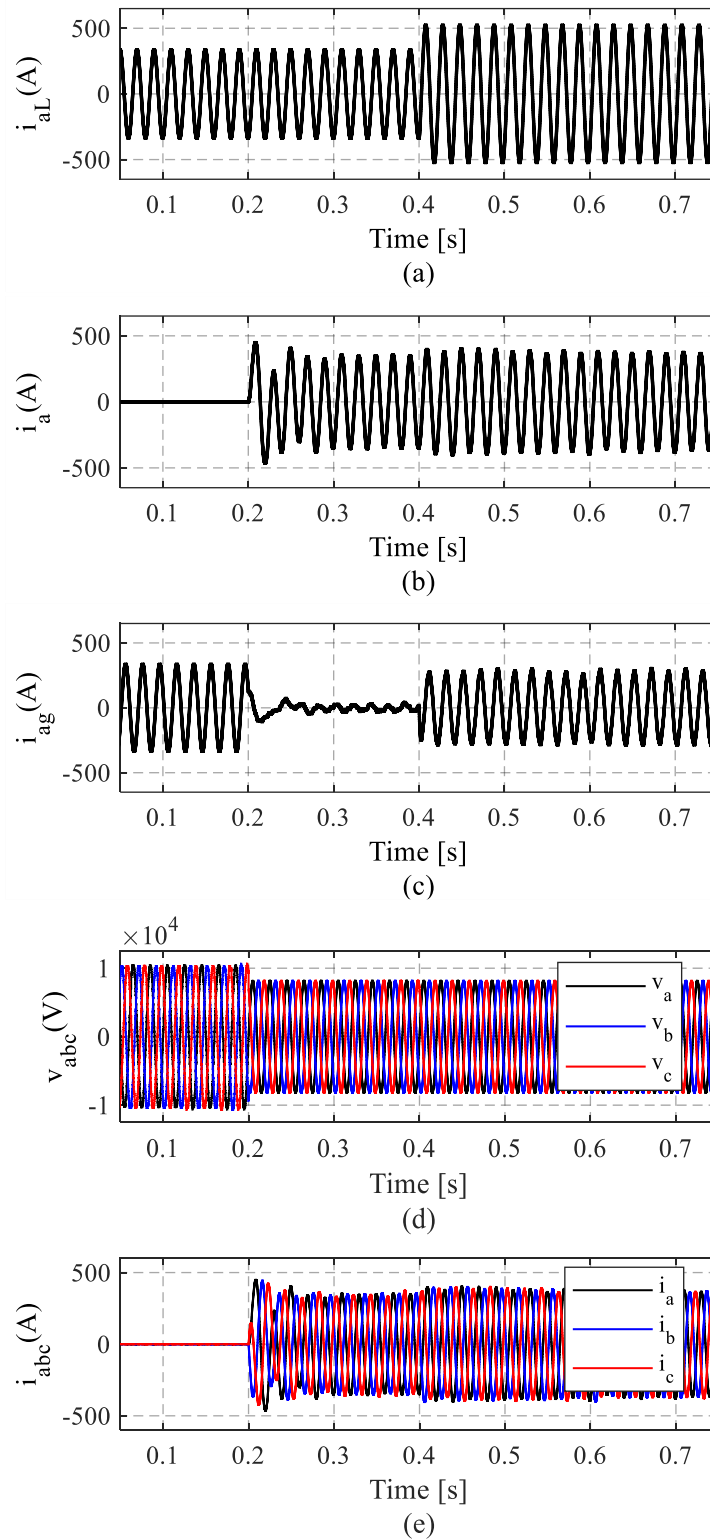 500
0
-500
i_aL(A)
0.1 0.2 0.3 0.4 0.5 0.6 0.7
Time [s]
(a)
500
0
-500
i_a(A)
0.1 0.2 0.3 0.4 0.5 0.6 0.7
Time [s]
(b)
500
0
-500
i_ag(A)
0.1 0.2 0.3 0.4 0.5 0.6 0.7
Time [s]
(c)
×10^4
1
0
-1
v_abc(V)
v_a
v_b
v_c
0.1 0.2 0.3 0.4 0.5 0.6 0.7
Time [s]
(d)
500
0
-500
i_abc(A)
i_a
i_b
i_c
0.1 0.2 0.3 0.4 0.5 0.6 0.7
Time [s]
(e)